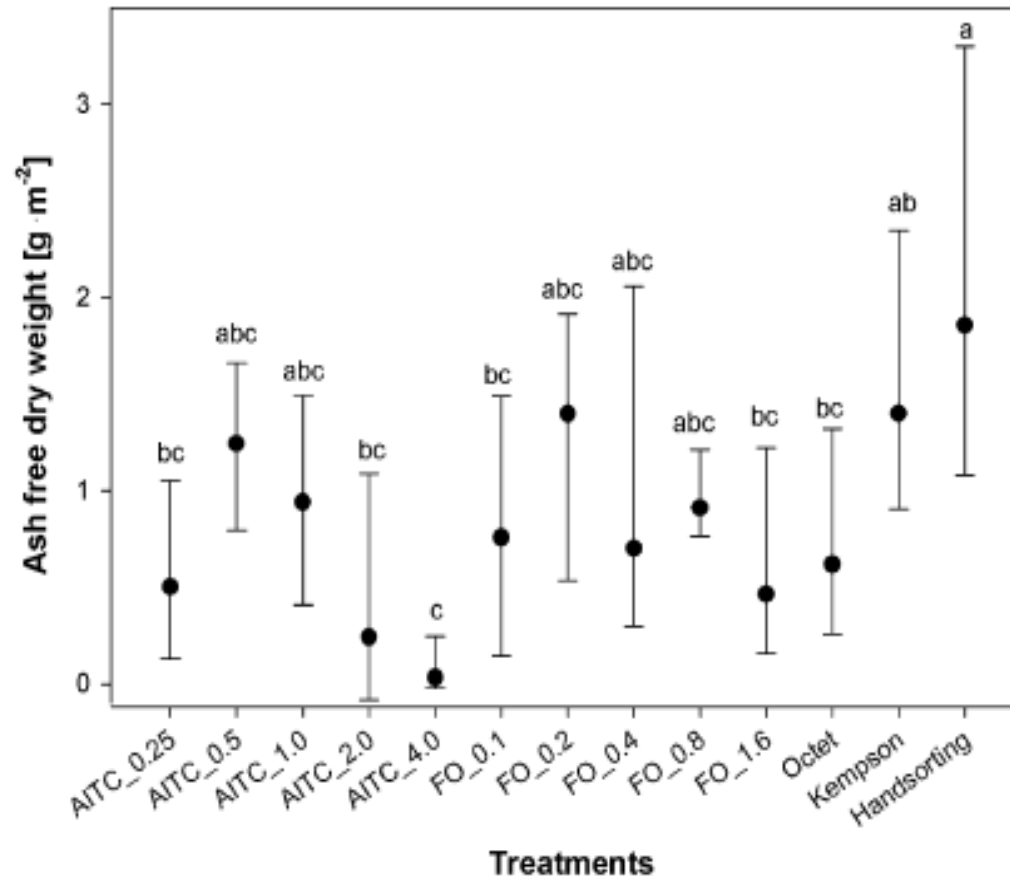 Ash free dry weight [g · m-2]
3
2
1
0
bc
abc
abc
bc
c
bc
abc
abc
abc
bc
bc
ab
a
AITC_0.25
AITC_0.5
AITC_1.0
AITC_2.0
AITC_4.0
FO_0.1
FO_0.2
FO_0.4
FO_0.8
FO_1.6
Octet
Kempson
Handsorting
Treatments